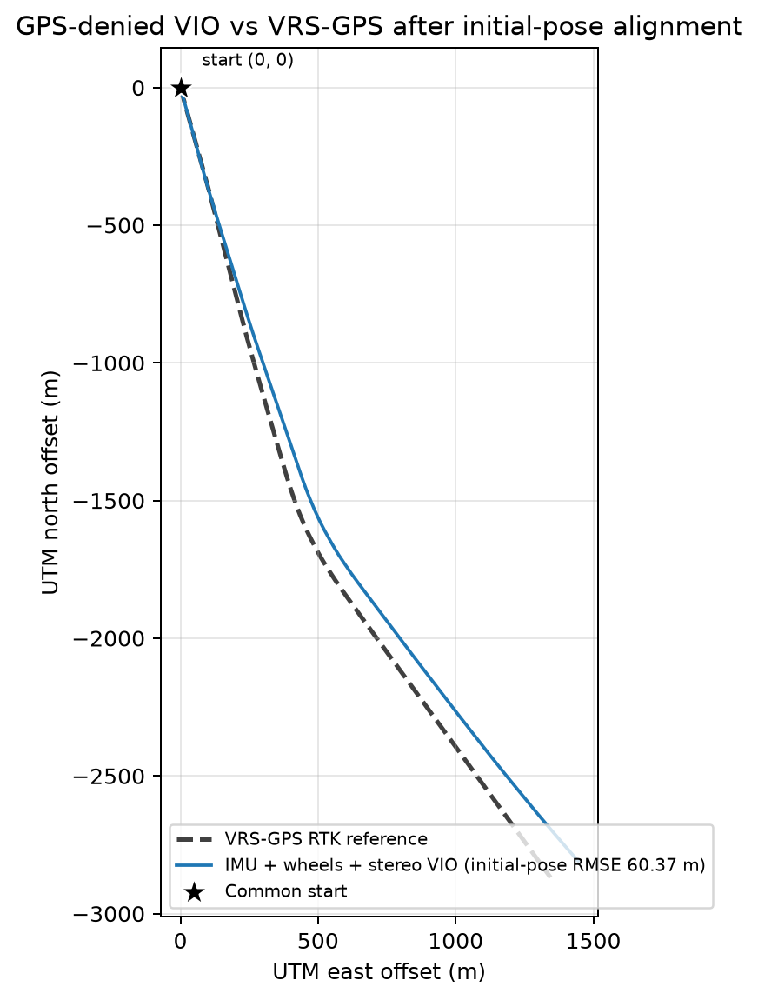 GPS-denied VIO vs VRS-GPS after initial-pose alignment
start (0, 0)
0
−500
−1000
−1500
−2000
−2500
−3000
UTM north offset (m)
VRS-GPS RTK reference
IMU + wheels + stereo VIO (initial-pose RMSE 60.37 m)
Common start
0
500
1000
1500
UTM east offset (m)